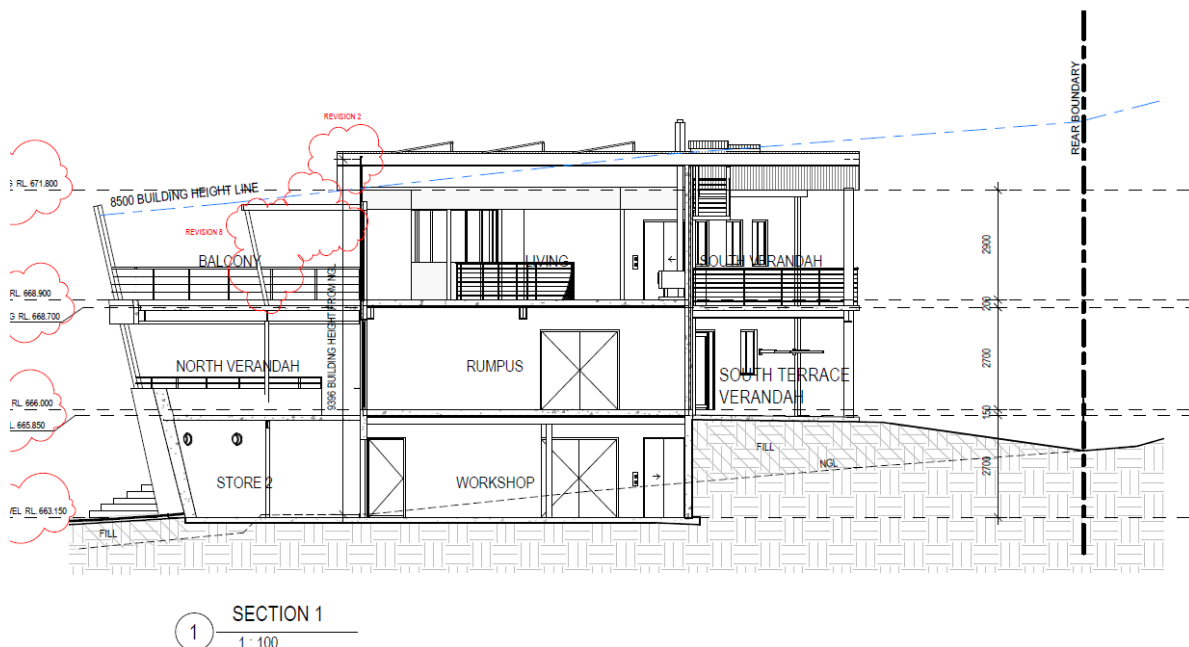 REVISION 2
REAR BOUNDARY
G RL. 671.800
8500 BUILDING HEIGHT LINE
2900
REVISION 8
BALCONY
LIVING
SOUTH VERANDAH
RL. 668.900
200
G RL. 668.700
9396 BUILDING HEIGHT FROM NGL
NORTH VERANDAH
RUMPUS
2700
SOUTH TERRACE
VERANDAH
RL. 666.000
150
L. 665.850
FILL
NGL
STORE 2
WORKSHOP
2700
VEL RL. 663.150
FILL
1
SECTION 1
1 : 100